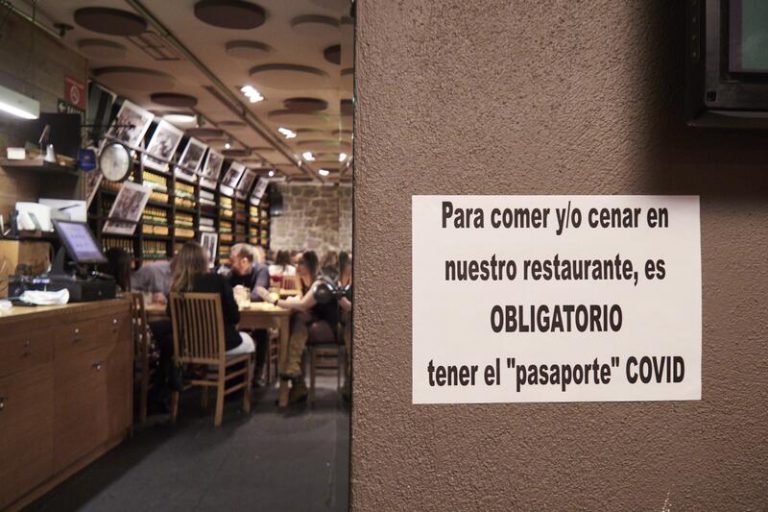 Para comer y/o cenar en
nuestro restaurante, es
OBLIGATORIO
tener el "pasaporte" COVID